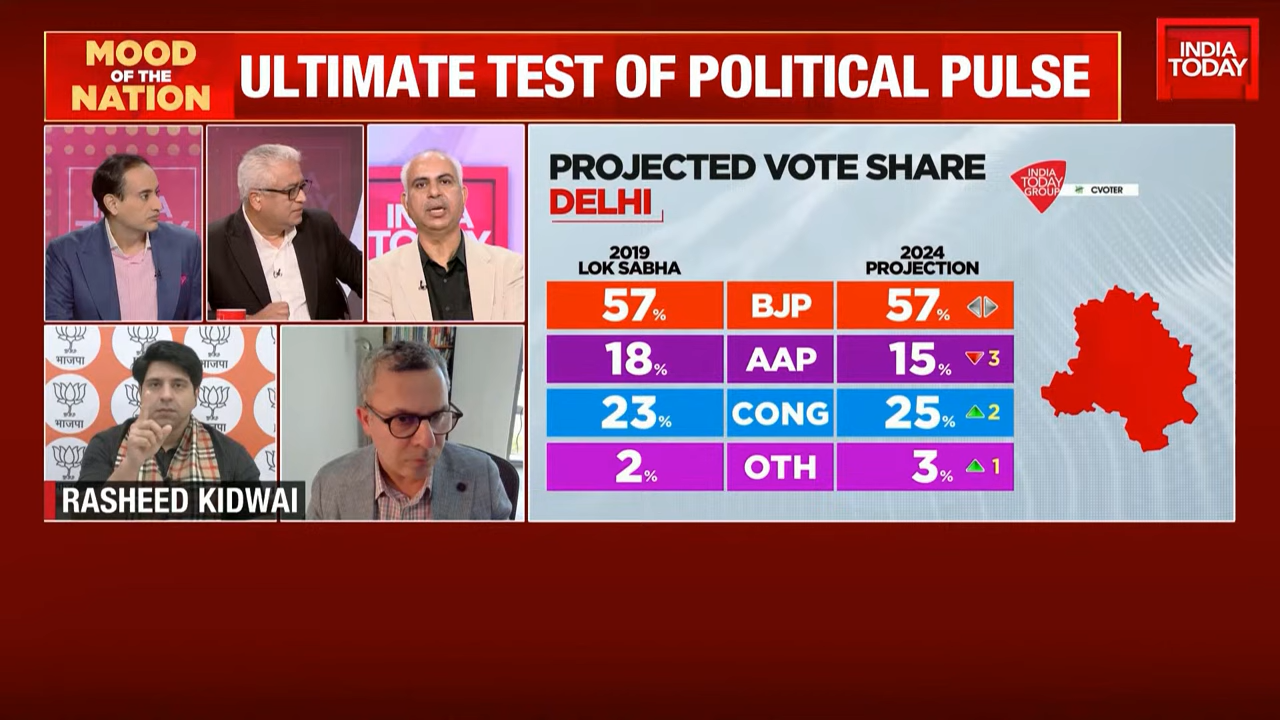 MOOD
OF THE
NATION
ULTIMATE TEST OF POLITICAL PULSE
INDIA
TODAY
PROJECTED VOTE SHARE
DELHI
INDIA
TODAY
GROUP
CVOTER
2019
LOK SABHA
2024
PROJECTION
57% BJP 57%
18% AAP 15% 3
23% CONG 25% 2
2% OTH 3% 1
भाजपा
भाजपा
भाजपा
RASHEED KIDWAI